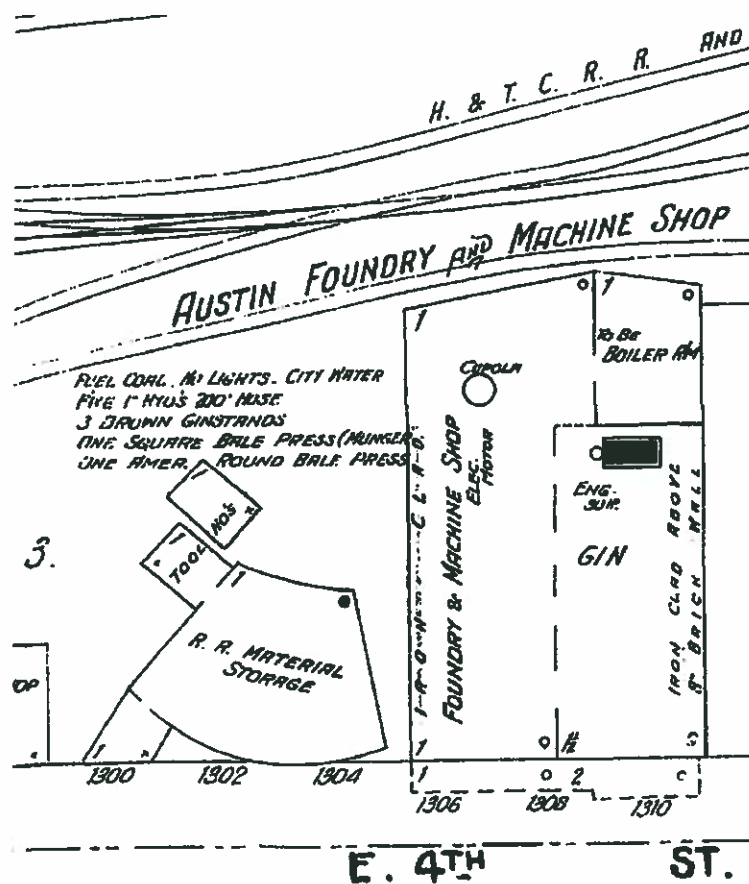 H. & T. C. R. R. AND
AUSTIN FOUNDRY AND MACHINE SHOP
FUEL COAL. NO LIGHTS. CITY WATER
FIVE 1" HYD'S 200' HOSE
3 BROWN GINSTANDS
ONE SQUARE BALE PRESS (MUNGER)
ONE AMER. ROUND BALE PRESS
CUPOLA
TO BE
BOILER R'M
FOUNDRY & MACHINE SHOP
ELEC.
MOTOR
ENG.
GIN
IRON CLAD ABOVE
8" BRICK WALL
TOOL HO'S
R. R. MATERIAL
STORAGE
3.
1
1
1
1
1
1
1
1 2
1300 1302 1304 1306 1308 1310
E. 4TH ST.